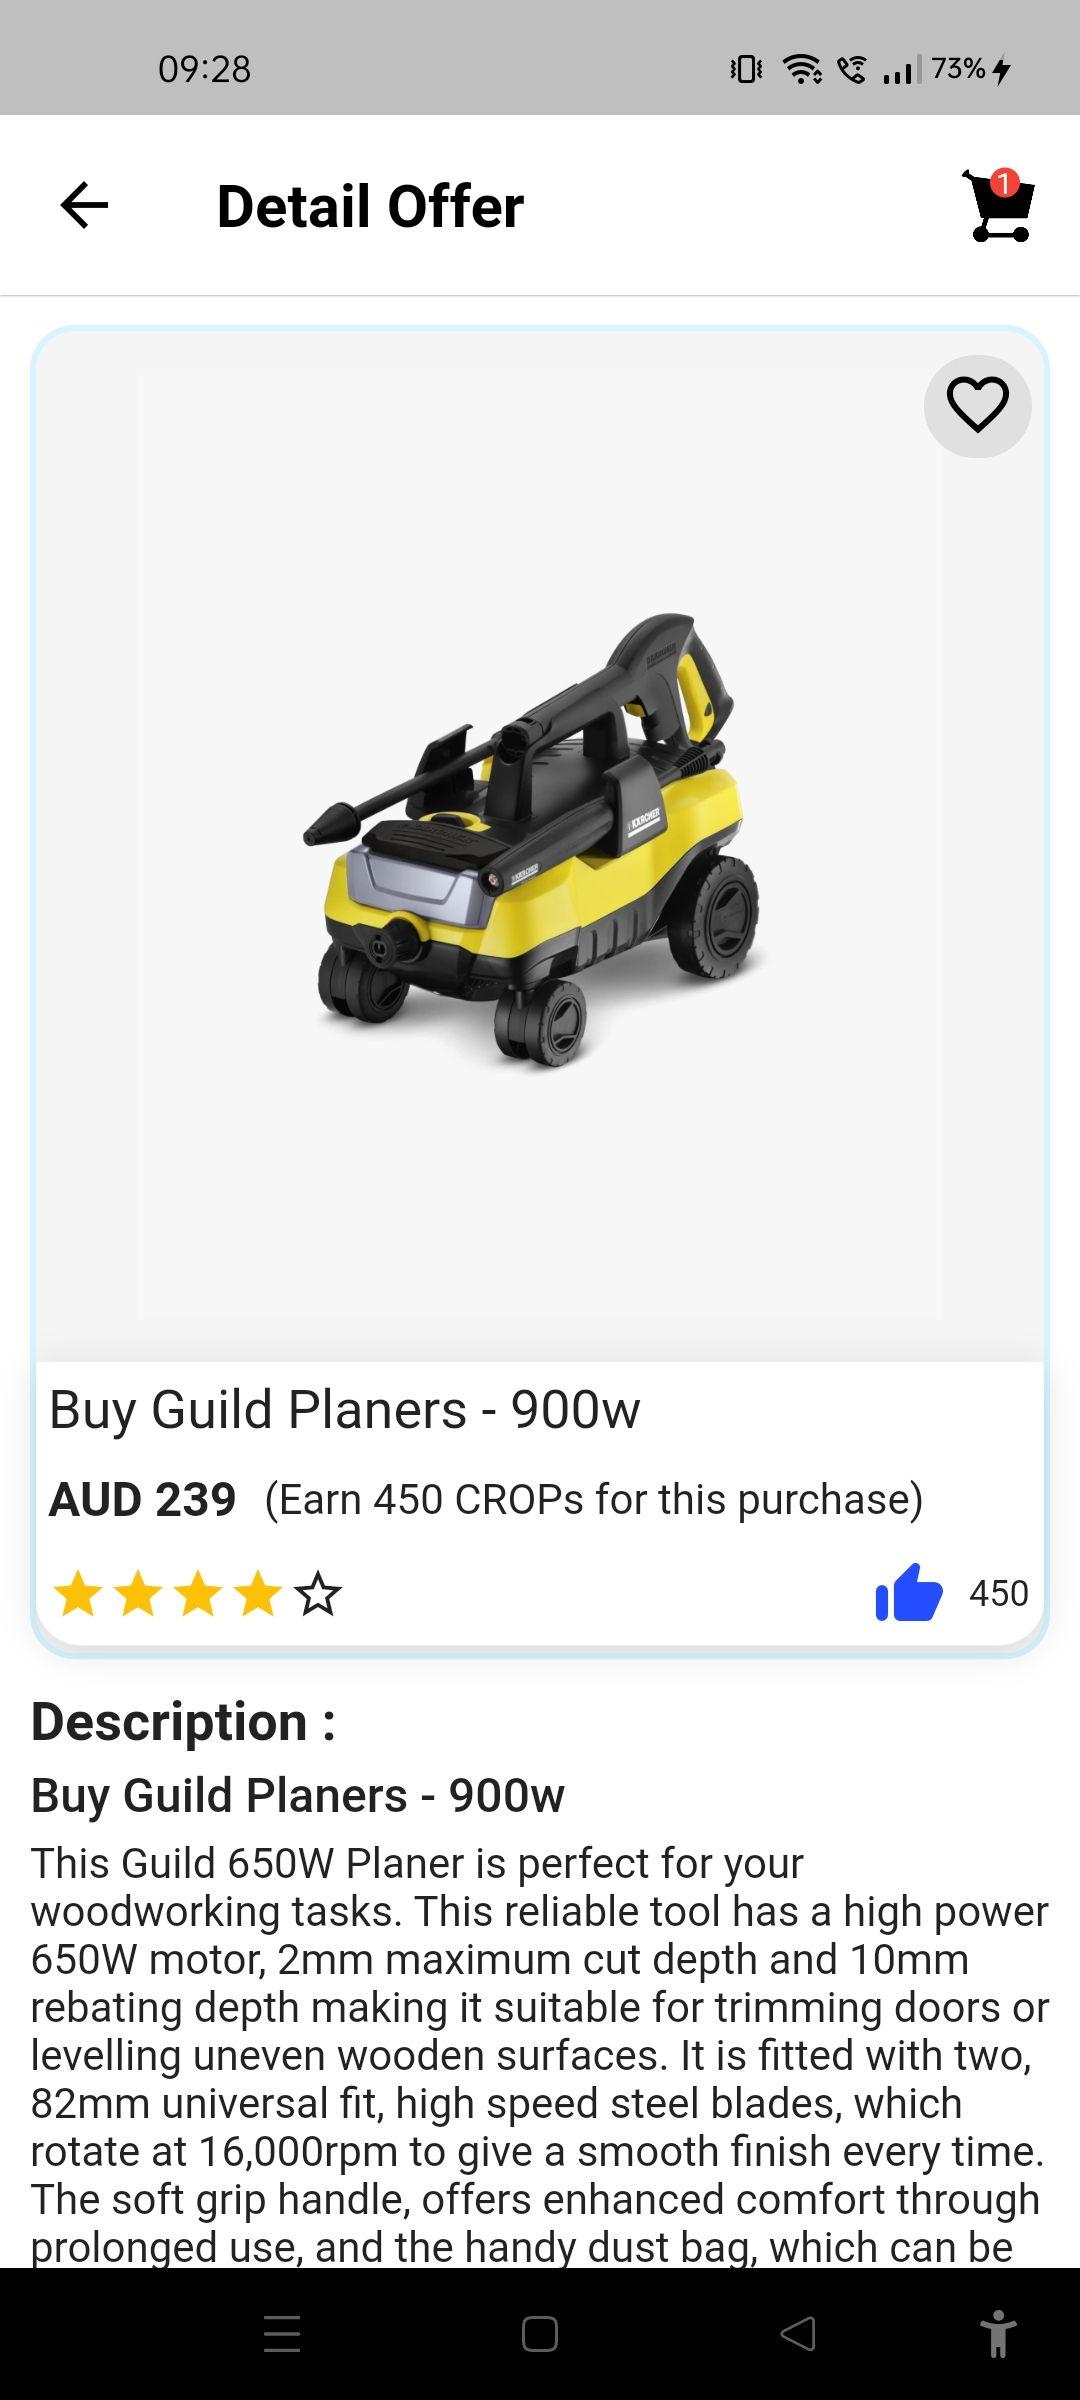 09:28
73%
Detail Offer
1
KARCHER
KARCHER
Buy Guild Planers - 900w
AUD 239 (Earn 450 CROPs for this purchase)
450
Description :
Buy Guild Planers - 900w
This Guild 650W Planer is perfect for your
woodworking tasks. This reliable tool has a high power
650W motor, 2mm maximum cut depth and 10mm
rebating depth making it suitable for trimming doors or
levelling uneven wooden surfaces. It is fitted with two,
82mm universal fit, high speed steel blades, which
rotate at 16,000rpm to give a smooth finish every time.
The soft grip handle, offers enhanced comfort through
prolonged use, and the handy dust bag, which can be